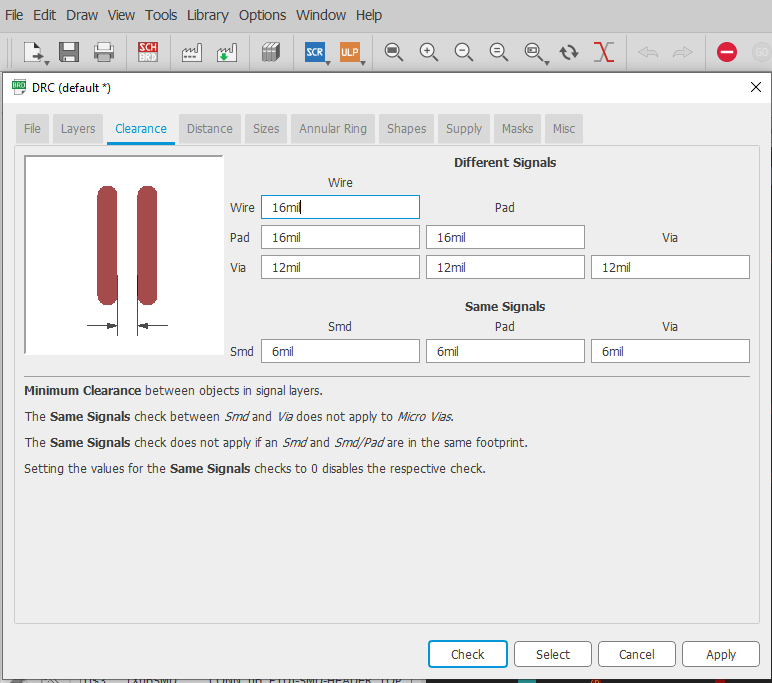 File Edit Draw View Tools Library Options Window Help
SCH
BRD
SCR
ULP
GO
BRD
DRC (default *)
File Layers Clearance Distance Sizes Annular Ring Shapes Supply Masks Misc
Different Signals
Wire
Wire 16mil Pad
Pad 16mil 16mil Via
Via 12mil 12mil 12mil
Same Signals
Smd Pad Via
Smd 6mil 6mil 6mil
Minimum Clearance between objects in signal layers.
The Same Signals check between Smd and Via does not apply to Micro Vias.
The Same Signals check does not apply if an Smd and Smd/Pad are in the same footprint.
Setting the values for the Same Signals checks to 0 disables the respective check.
Check Select Cancel Apply